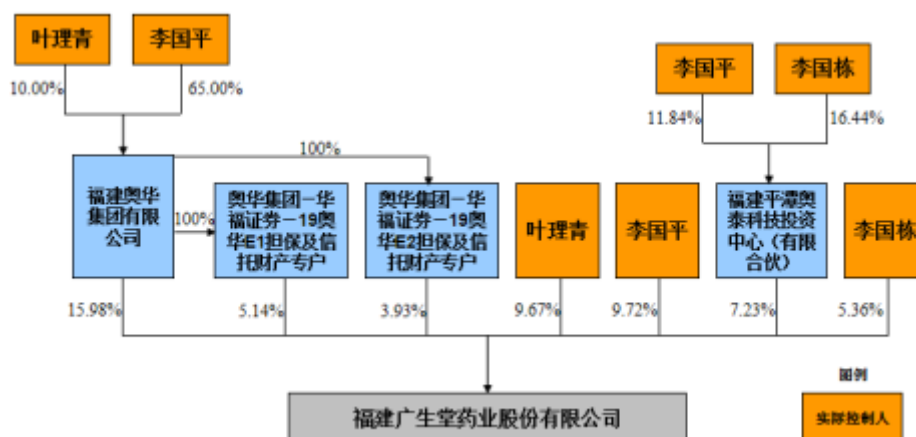 叶理青
李国平
10.00%
65.00%
李国平
李国栋
11.84%
16.44%
100%
福建奥华
集团有限
公司
100%
奥华集团－华
福证券－19奥
华E1担保及信
托财产专户
奥华集团－华
福证券－19奥
华E2担保及信
托财产专户
叶理青
李国平
福建平潭奥
泰科技投资
中心（有限
合伙）
李国栋
15.98%
5.14%
3.93%
9.67%
9.72%
7.23%
5.36%
福建广生堂药业股份有限公司
图例
实际控制人